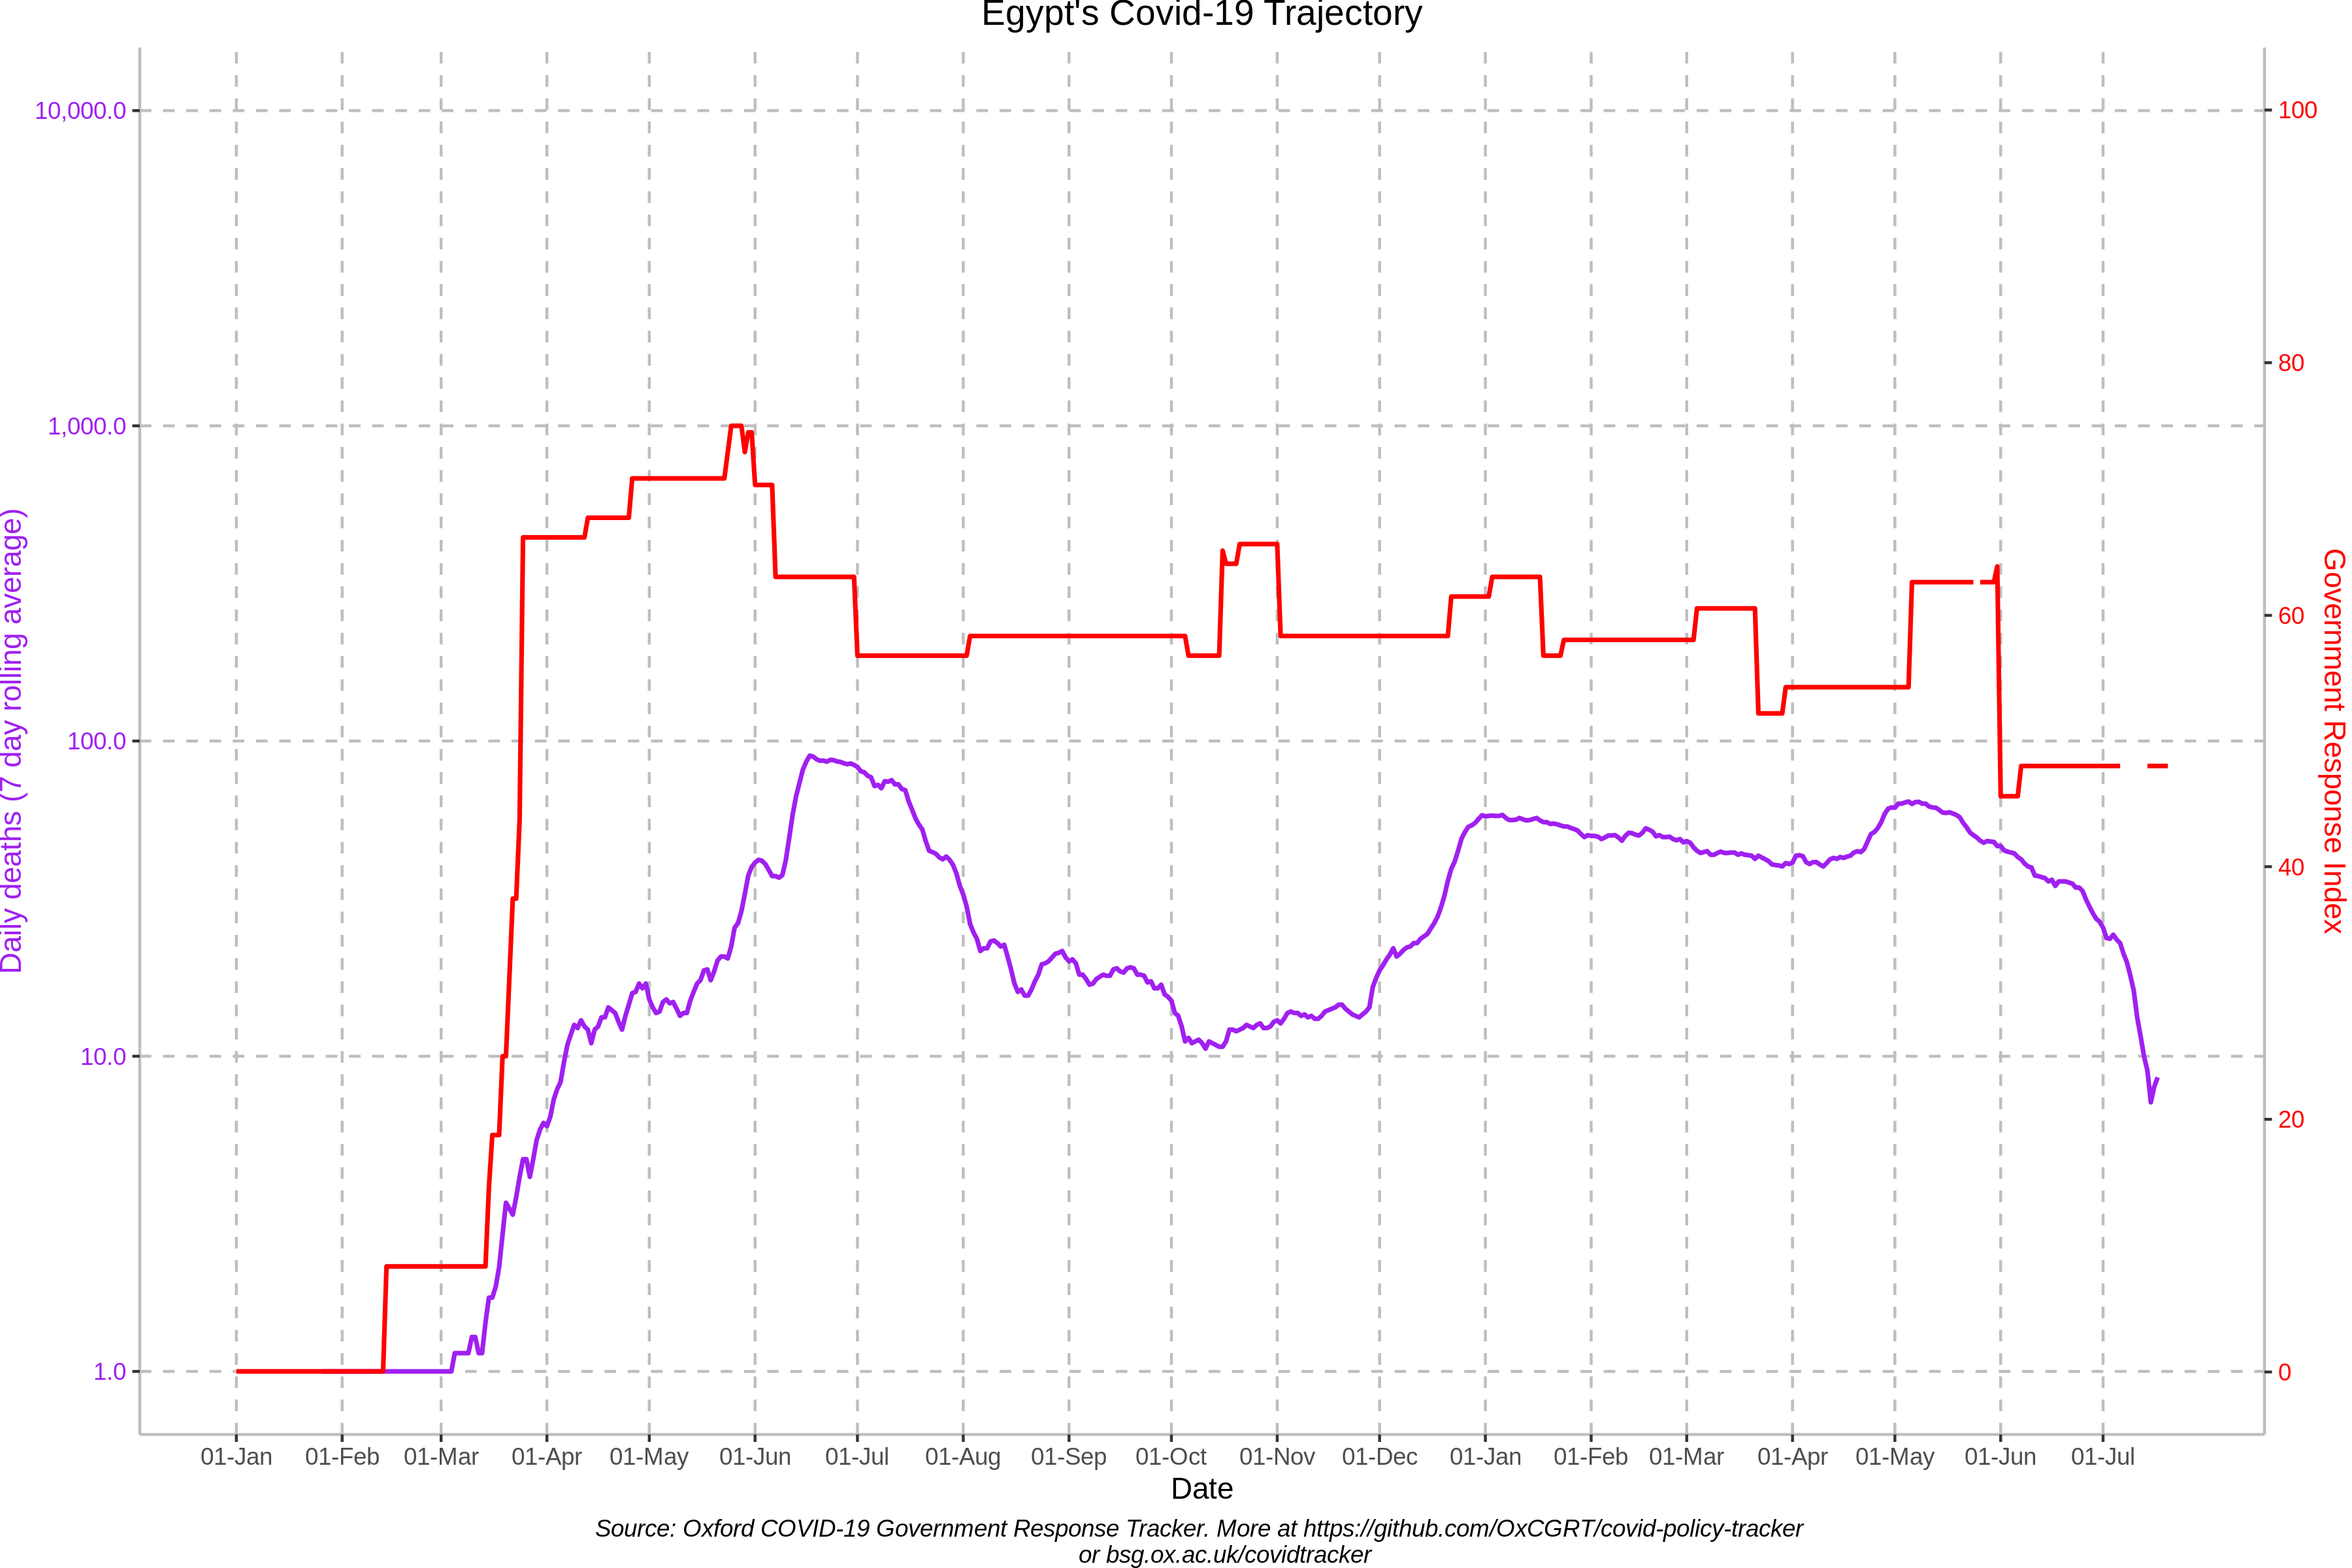 Egypt's Covid-19 Trajectory
10,000.0
1,000.0
100.0
10.0
1.0
Daily deaths (7 day rolling average)
100
80
60
40
20
0
Government Response Index
01-Jan 01-Feb 01-Mar 01-Apr 01-May 01-Jun 01-Jul 01-Aug 01-Sep 01-Oct 01-Nov 01-Dec 01-Jan 01-Feb 01-Mar 01-Apr 01-May 01-Jun 01-Jul
Date
Source: Oxford COVID-19 Government Response Tracker. More at https://github.com/OxCGRT/covid-policy-tracker
or bsg.ox.ac.uk/covidtracker